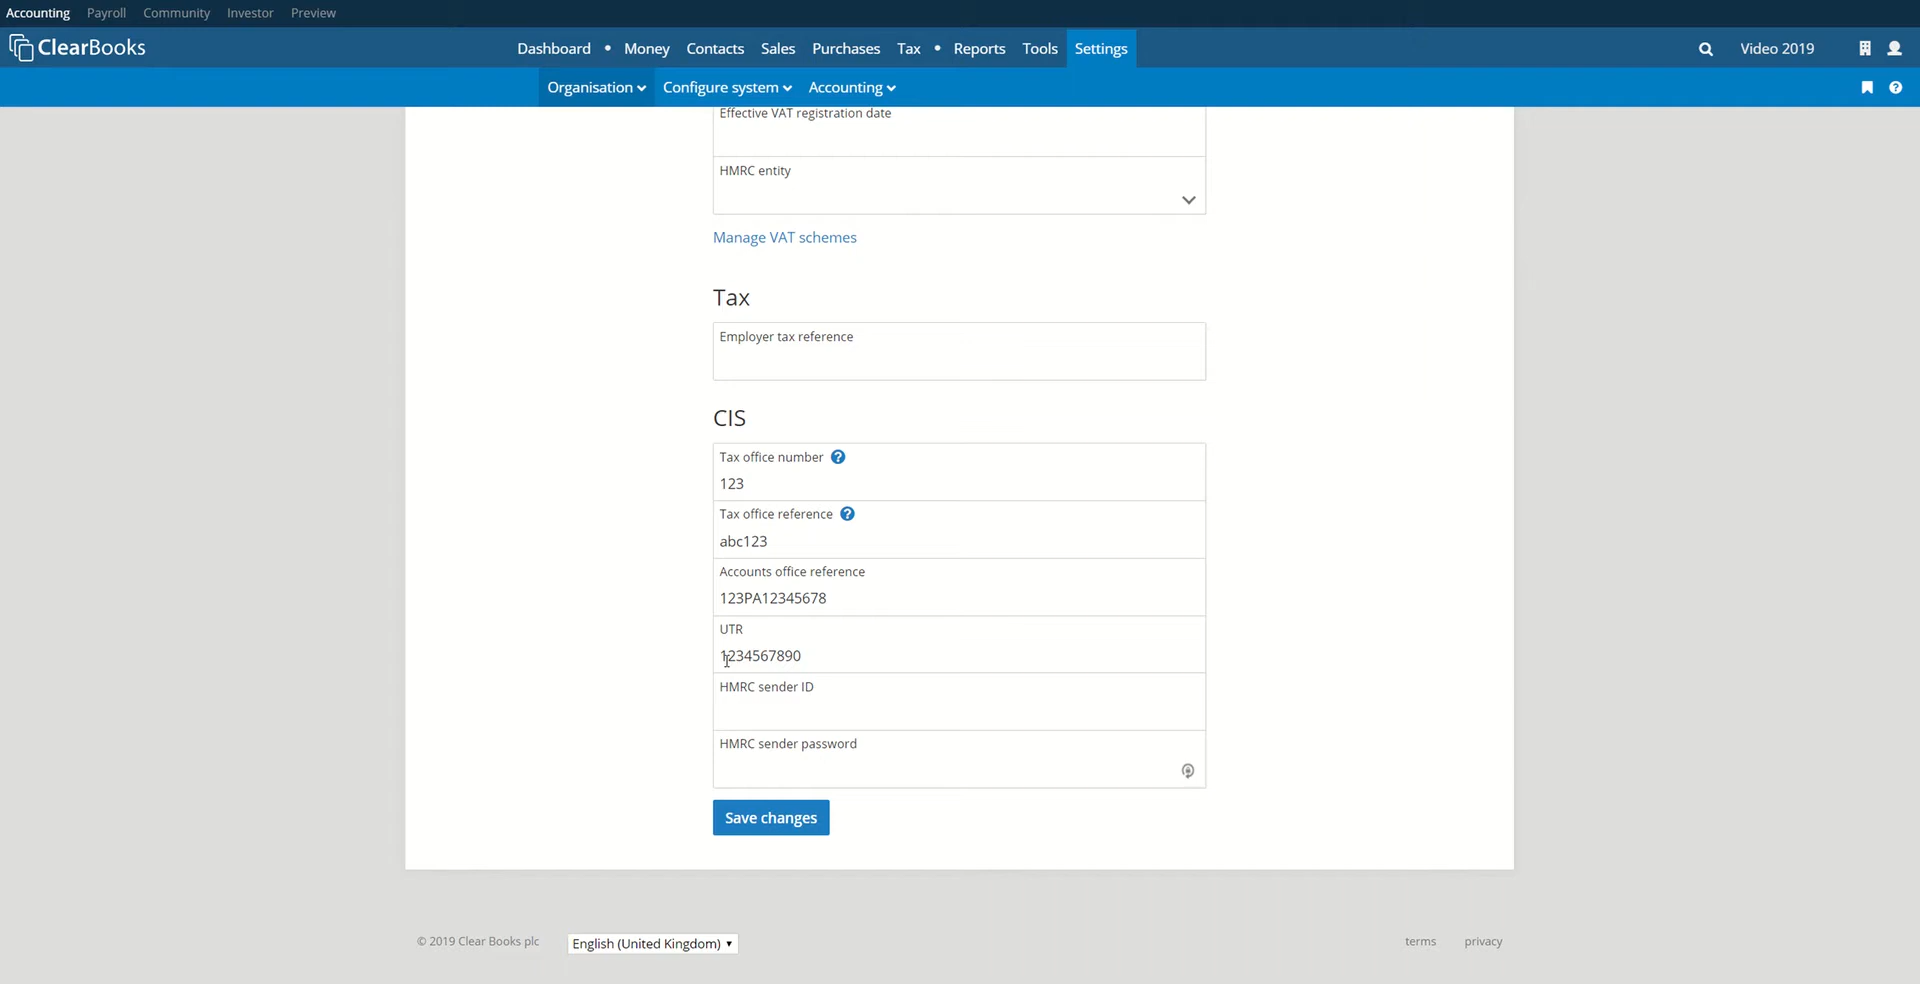 Accounting Payroll Community Investor Preview
ClearBooks Dashboard • Money Contacts Sales Purchases Tax • Reports Tools Settings Video 2019
Organisation Configure system Accounting
Effective VAT registration date
HMRC entity
Manage VAT schemes
Tax
Employer tax reference
CIS
Tax office number ?
123
Tax office reference ?
abc123
Accounts office reference
123PA12345678
UTR
1234567890
HMRC sender ID
HMRC sender password
Save changes
© 2019 Clear Books plc English (United Kingdom) terms privacy